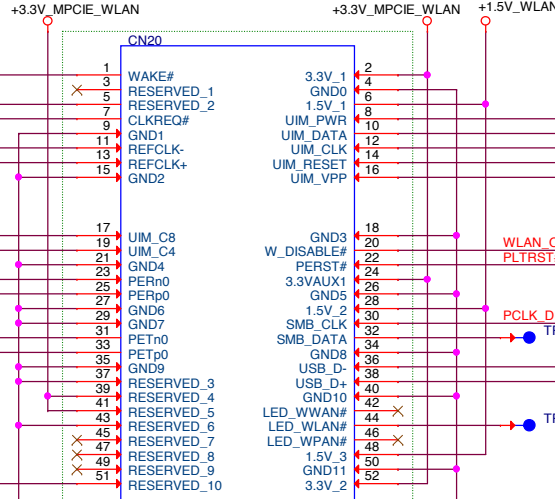 +3.3V_MPCIE_WLAN +3.3V_MPCIE_WLAN +1.5V_WLAN
CN20
1 WAKE# 3.3V_1 2
3 RESERVED_1 GND0 4
5 RESERVED_2 1.5V_1 6
7 CLKREQ# UIM_PWR 8
9 GND1 UIM_DATA 10
11 REFCLK- UIM_CLK 12
13 REFCLK+ UIM_RESET 14
15 GND2 UIM_VPP 16
17 UIM_C8 GND3 18
19 UIM_C4 W_DISABLE# 20 WLAN_
21 GND4 PERST# 22 PLTRST
23 PERn0 3.3VAUX1 24
25 PERp0 GND5 26
27 GND6 1.5V_2 28
29 GND7 SMB_CLK 30 PCLK_D
31 PETn0 SMB_DATA 32 TP
33 PETp0 GND8 34
35 GND9 USB_D- 36
37 RESERVED_3 USB_D+ 38
39 RESERVED_4 GND10 40
41 RESERVED_5 LED_WWAN# 42
43 RESERVED_6 LED_WLAN# 44 TP
45 RESERVED_7 LED_WPAN# 46
47 RESERVED_8 1.5V_3 48
49 RESERVED_9 GND11 50
51 RESERVED_10 3.3V_2 52